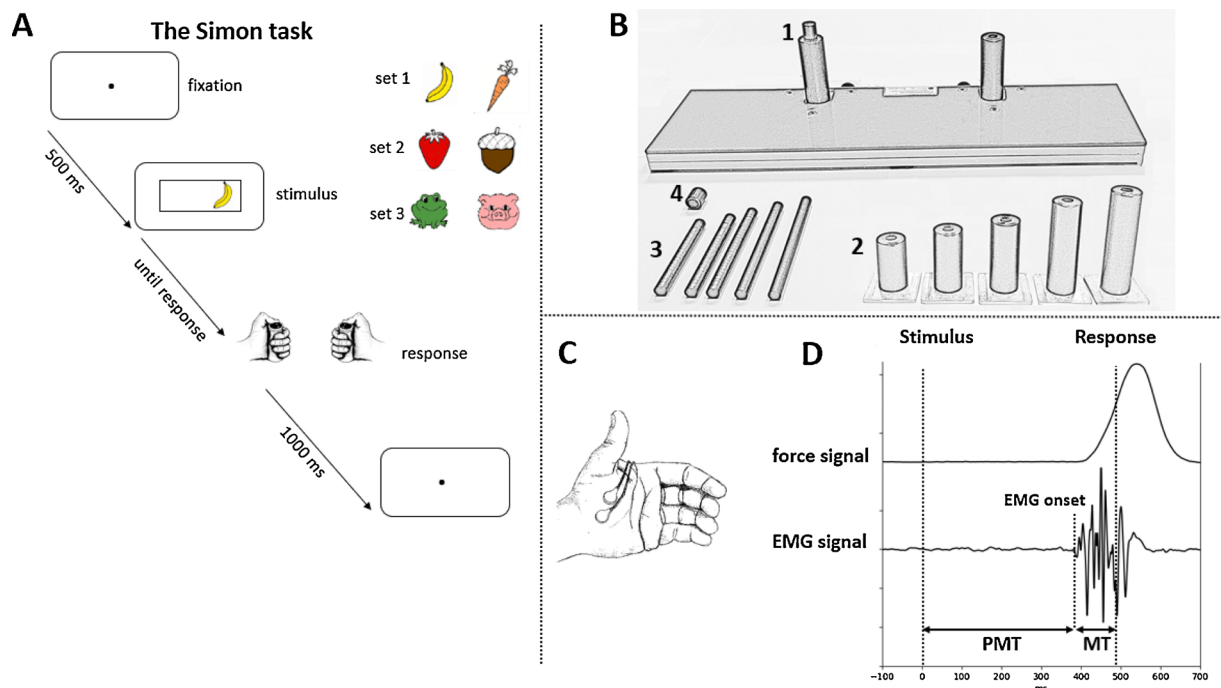 A
The Simon task
fixation
set 1
set 2
500 ms
stimulus
set 3
until response
response
1000 ms
B
1
4
3
2
C
D
Stimulus
Response
force signal
EMG onset
EMG signal
PMT
MT
−100
0
100
200
300
400
500
600
700
ms